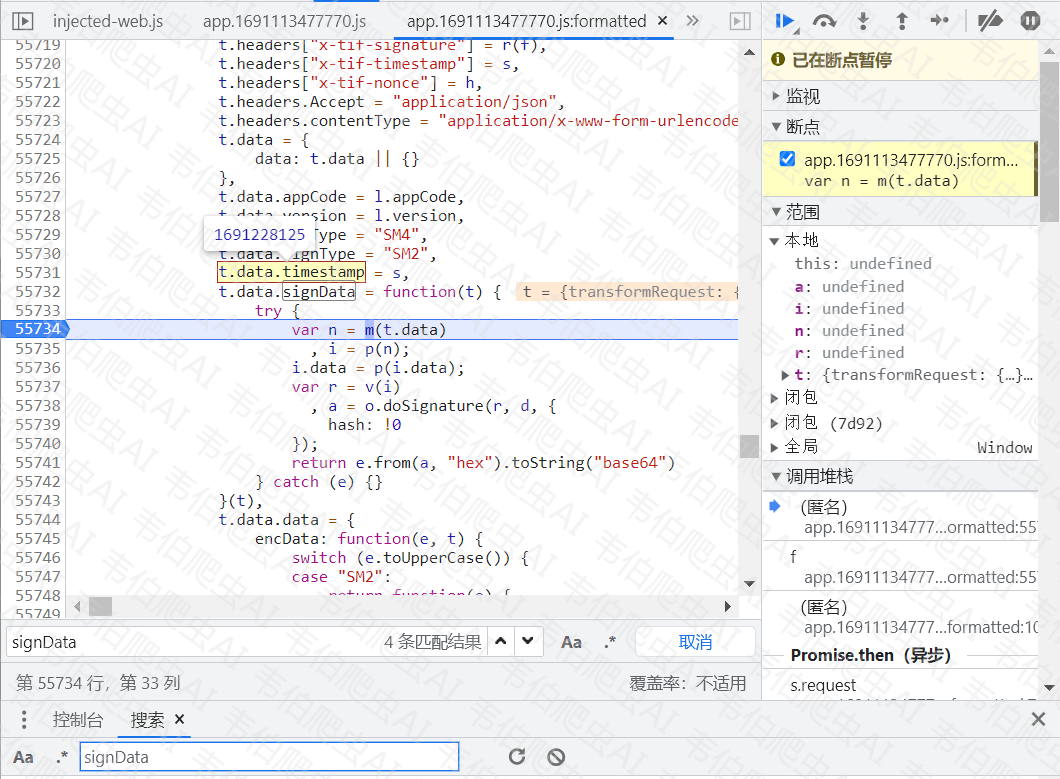 injected-web.js app.1691113477770.js app.1691113477770.js:formatted × »
55719 t.headers["x-tif-signature"] = r(f),
55720 t.headers["x-tif-timestamp"] = s,
55721 t.headers["x-tif-nonce"] = h,
55722 t.headers.Accept = "application/json",
55723 t.headers.contentType = "application/x-www-form-urlencode
55724 t.data = {
55725 data: t.data || {}
55726 },
55727 t.data.appCode = l.appCode,
55728 t.data.version = l.version,
55729 Type = "SM4",
1691228125
55730 t.data. ignType = "SM2",
55731 t.data.timestamp = s,
55732 t.data.signData = function(t) { t = {transformRequest: {
55733 try {
55734 var n = m(t.data)
55735 , i = p(n);
55736 i.data = p(i.data);
55737 var r = v(i)
55738 , a = o.doSignature(r, d, {
55739 hash: !0
55740 });
55741 return e.from(a, "hex").toString("base64")
55742 } catch (e) {}
55743 }(t),
55744 t.data.data = {
55745 encData: function(e, t) {
55746 switch (e.toUpperCase()) {
55747 case "SM2":
55748 return function(e) {
55749
signData 4 条匹配结果 Aa .* 取消
第 55734 行，第 33 列 覆盖率：不适用
控制台 搜索 ×
Aa .* signData
已在断点暂停
监视
断点
app.1691113477770.js:form...
var n = m(t.data)
范围
本地
this: undefined
a: undefined
i: undefined
n: undefined
r: undefined
t: {transformRequest: {…}…
闭包
闭包 (7d92)
全局 Window
调用堆栈
(匿名)
app.16911134777...ormatted:55
f
app.16911134777...ormatted:55
(匿名)
app.16911134777...formatted:10
Promise.then（异步）
s.request